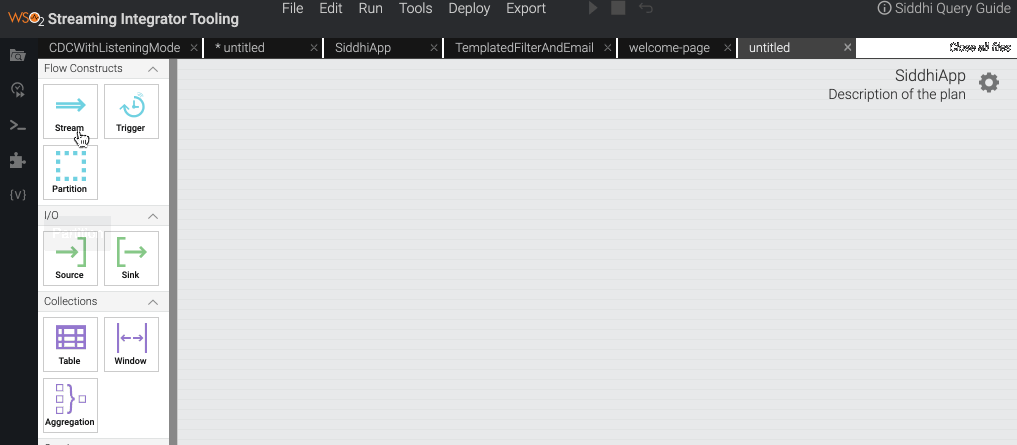 WSO2 Streaming Integrator Tooling
File Edit Run Tools Deploy Export
Siddhi Query Guide
CDCWithListeningMode × * untitled × SiddhiApp × TemplatedFilterAndEmail × welcome-page × untitled × Close all files
Flow Constructs
Stream Trigger
Partition
I/O
Source Sink
Collections
Table Window
Aggregation
SiddhiApp
Description of the plan
{V}